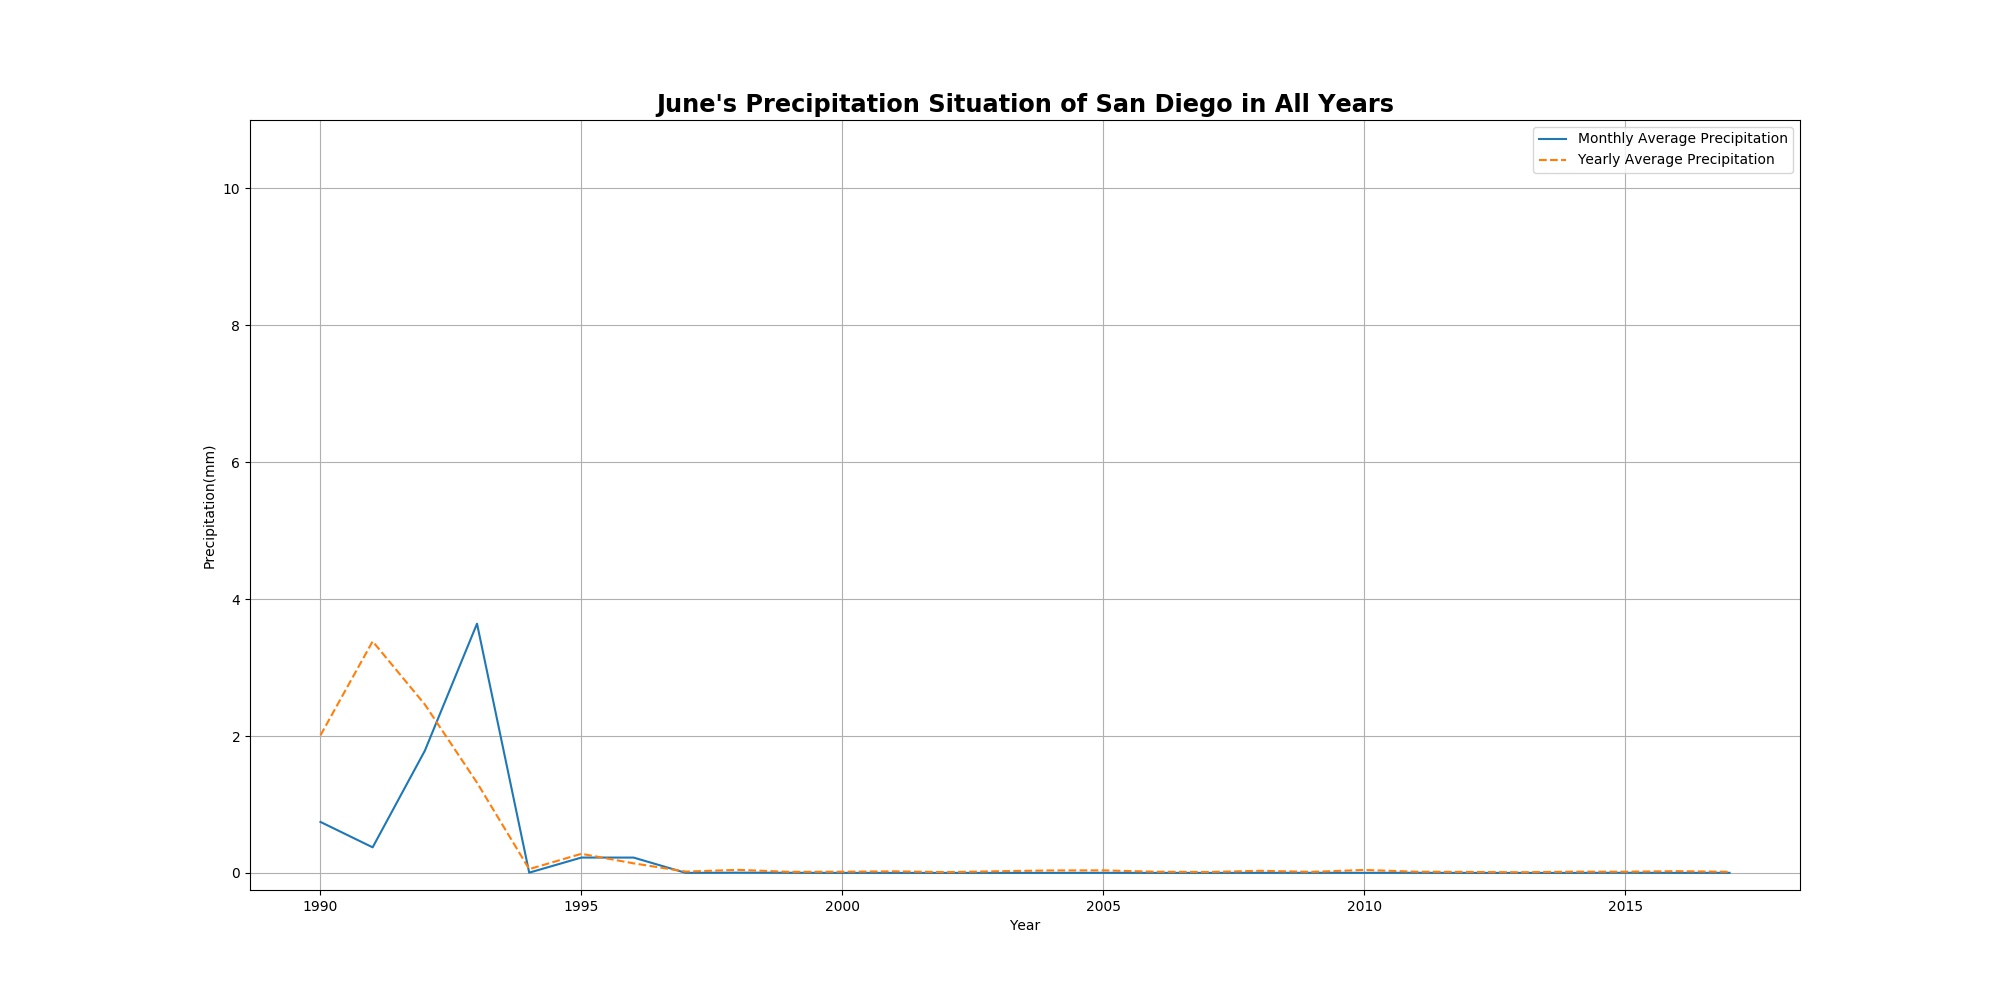 June's Precipitation Situation of San Diego in All Years
Monthly Average Precipitation
Yearly Average Precipitation
10
8
6
4
2
0
Precipitation(mm)
1990 1995 2000 2005 2010 2015
Year